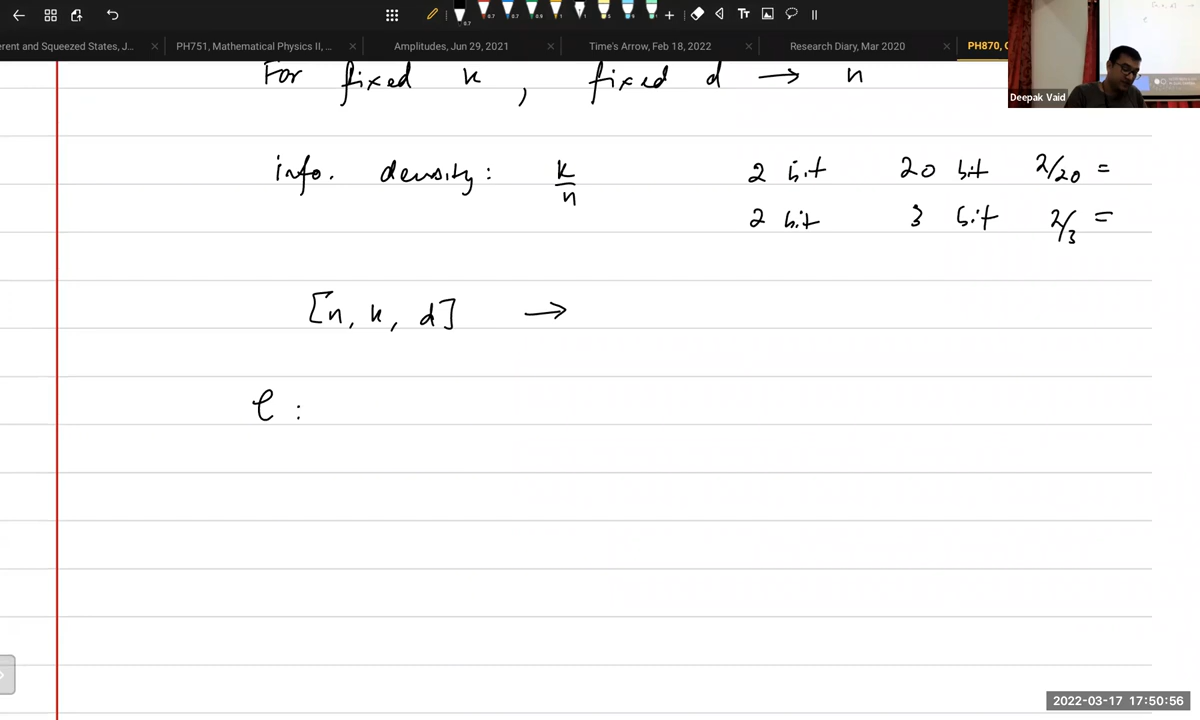 erent and Squeezed States, J... × PH751, Mathematical Physics II, ... × Amplitudes, Jun 29, 2021 × Time's Arrow, Feb 18, 2022 × Research Diary, Mar 2020 × PH870,
Deepak Vaid
For fixed k, fixed d → n
info. density: k/n 2 bit 20 bit 2/20 =
2 bit 3 bit 2/3 =
[n, k, d] →
C :
2022-03-17 17:50:56